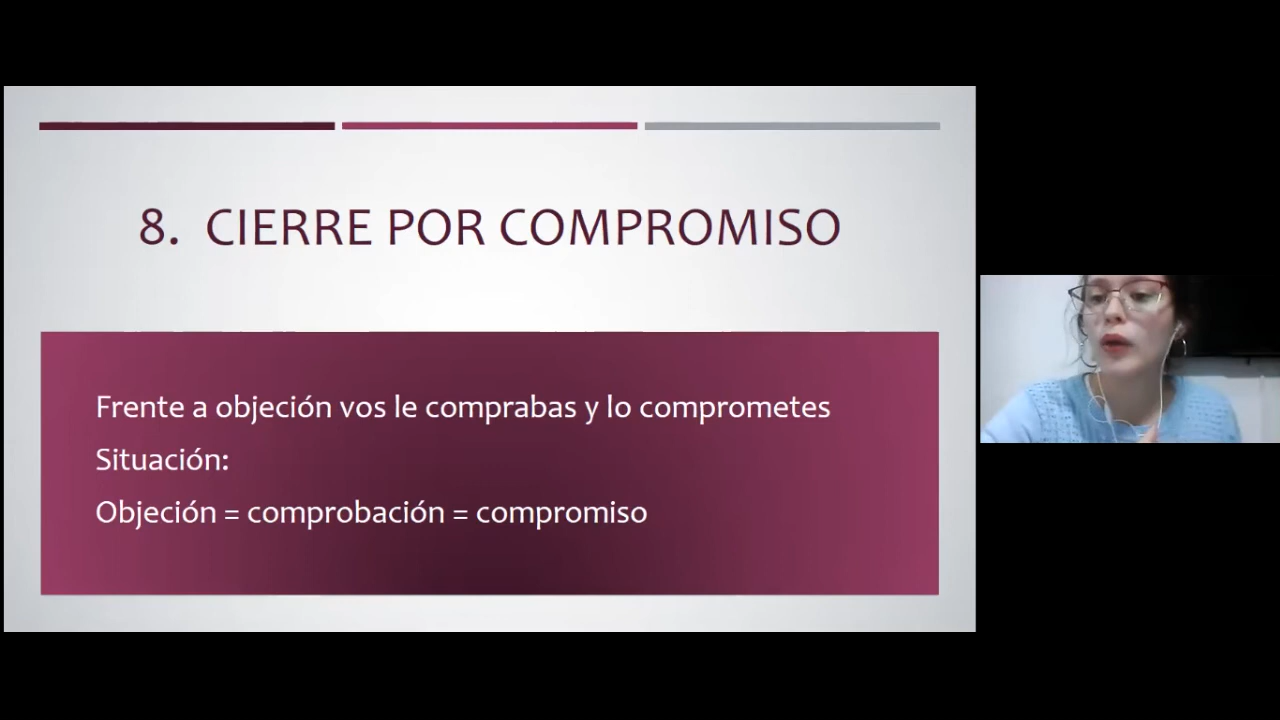 8. CIERRE POR COMPROMISO
Frente a objeción vos le comprabas y lo comprometes
Situación:
Objeción = comprobación = compromiso